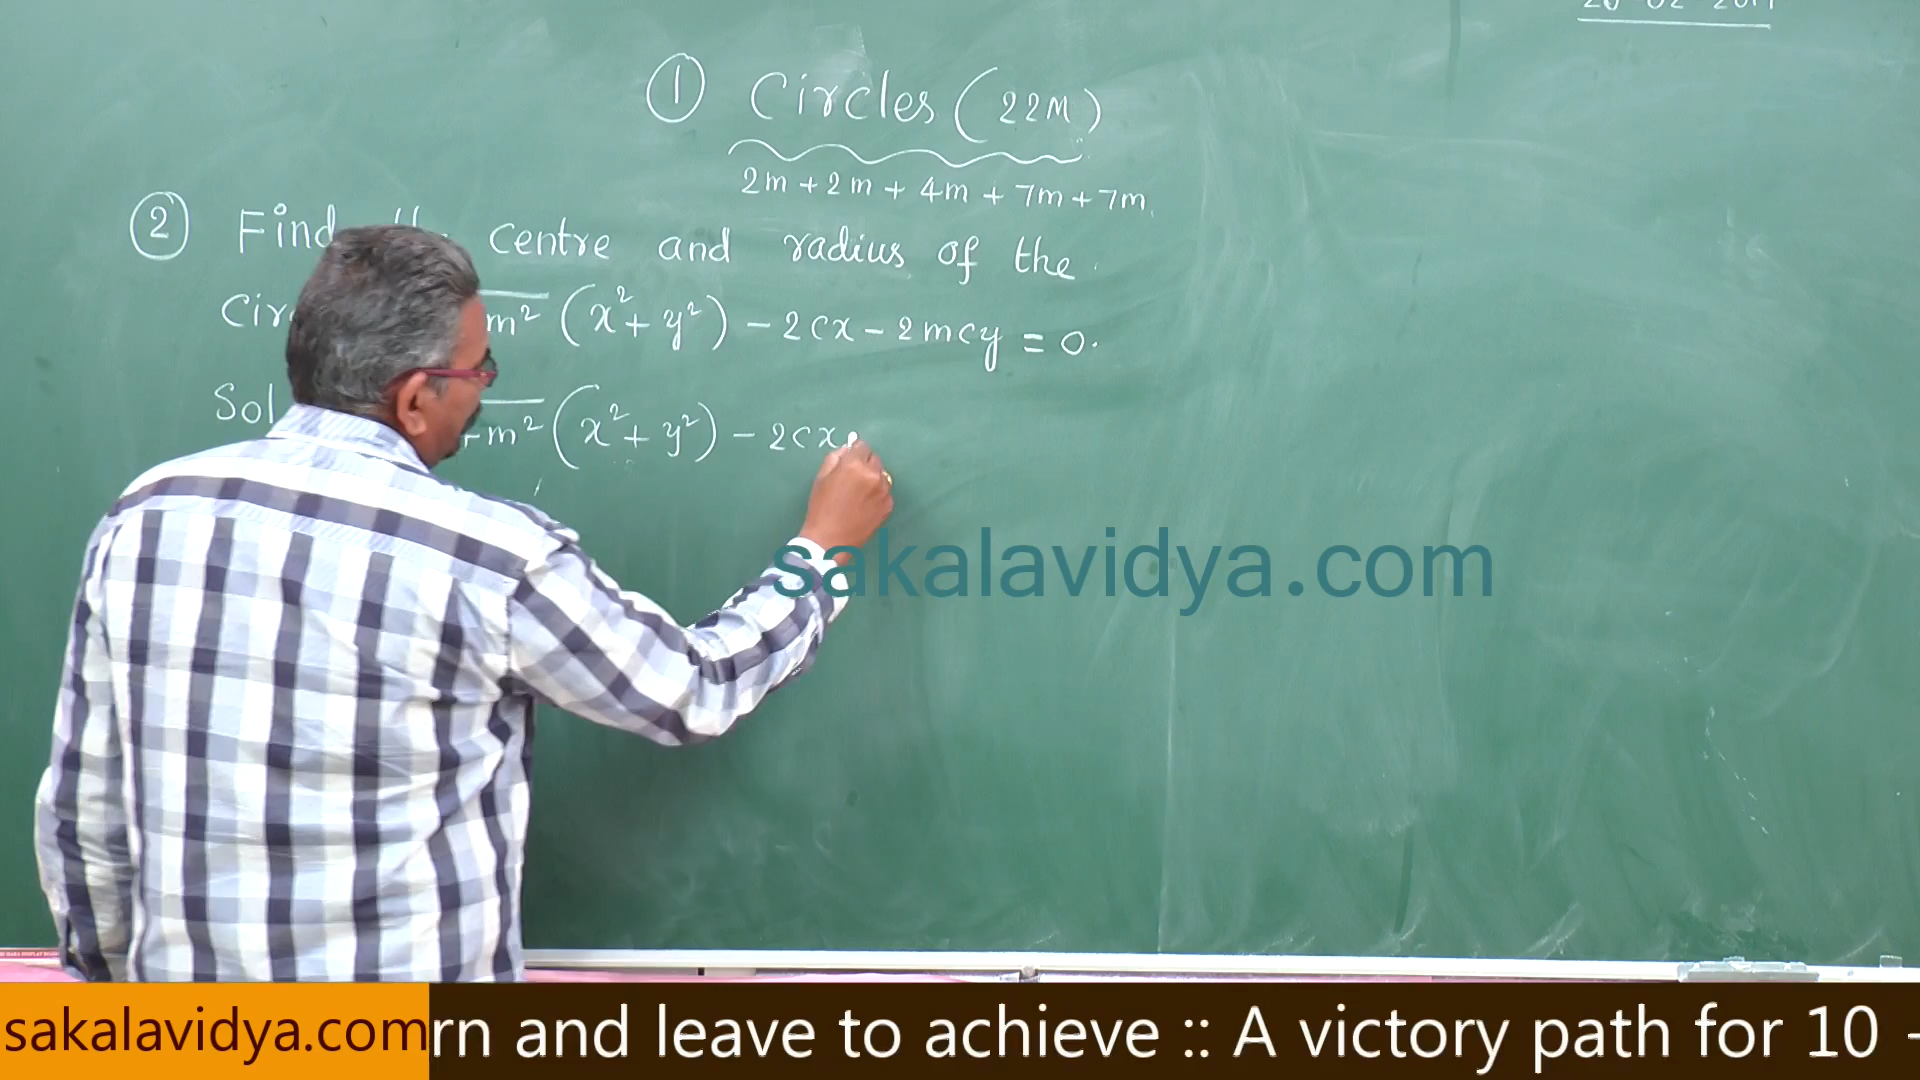 ① Circles (22M)
2m + 2m + 4m + 7m + 7m
② Find centre and radius of the
m² (x² + y²) - 2cx - 2mcy = 0.
Sol
+m² (x² + y²) - 2cx
sakalavidya.com
sakalavidya.com
rn and leave to achieve :: A victory path for 10 -